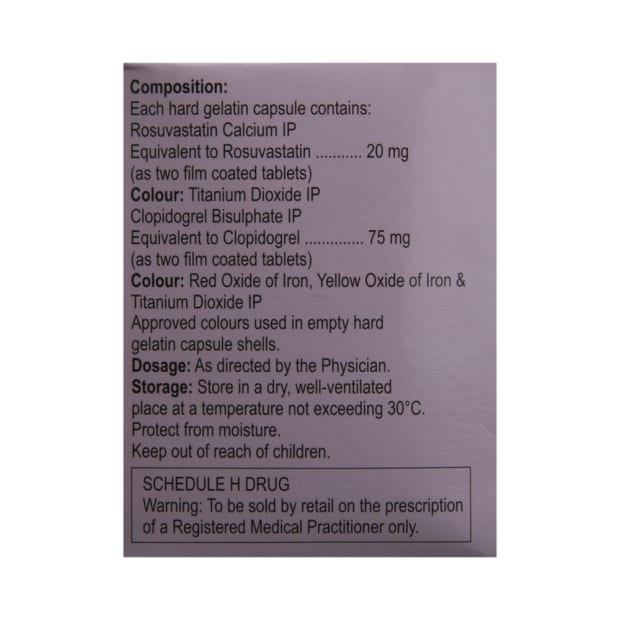 Composition:
Each hard gelatin capsule contains:
Rosuvastatin Calcium IP
Equivalent to Rosuvastatin ........... 20 mg
(as two film coated tablets)
Colour: Titanium Dioxide IP
Clopidogrel Bisulphate IP
Equivalent to Clopidogrel .............. 75 mg
(as two film coated tablets)
Colour: Red Oxide of Iron, Yellow Oxide of Iron &
Titanium Dioxide IP
Approved colours used in empty hard
gelatin capsule shells.
Dosage: As directed by the Physician.
Storage: Store in a dry, well-ventilated
place at a temperature not exceeding 30°C.
Protect from moisture.
Keep out of reach of children.
SCHEDULE H DRUG
Warning: To be sold by retail on the prescription
of a Registered Medical Practitioner only.